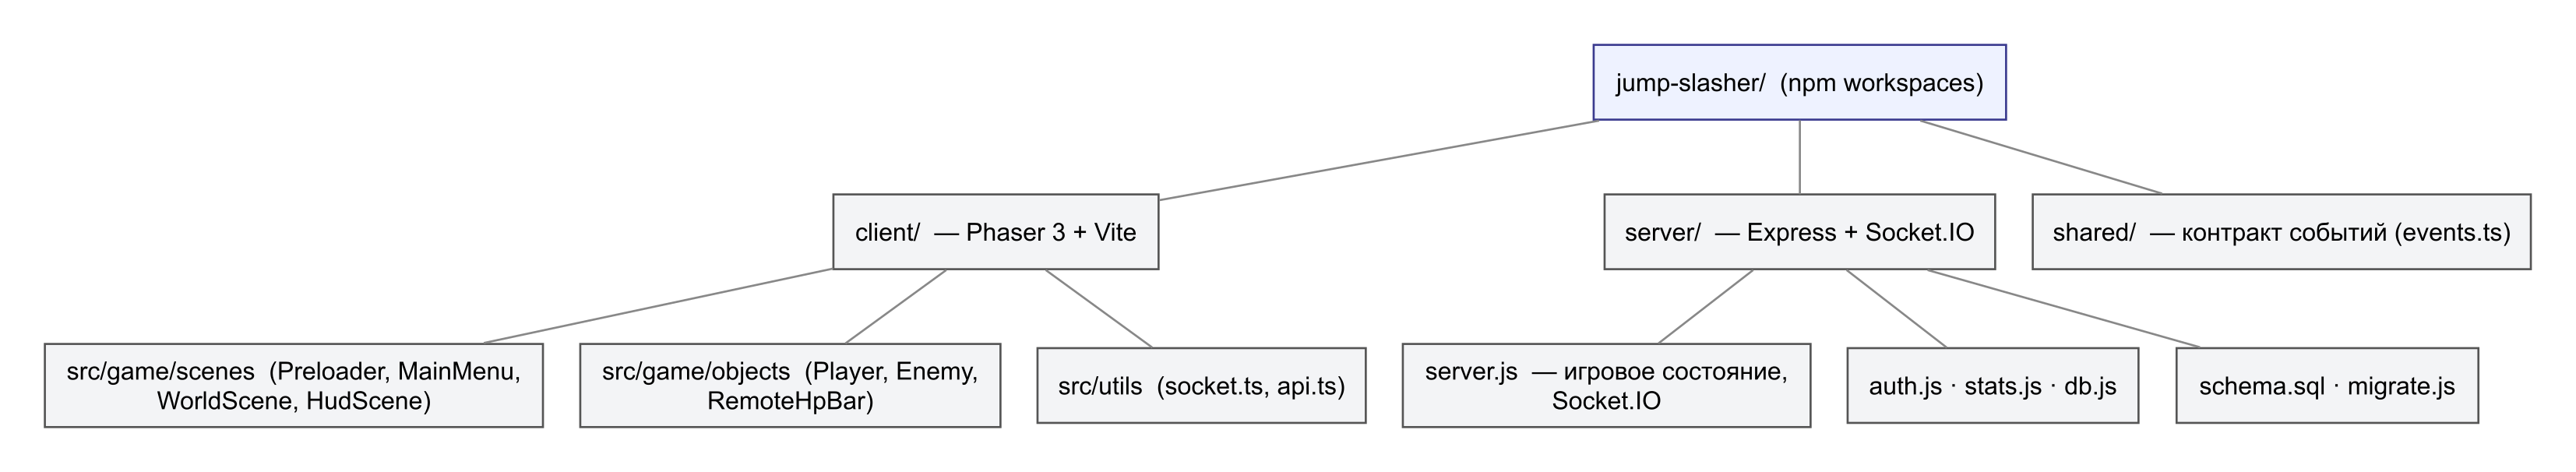 jump-slasher/ (npm workspaces)
client/ — Phaser 3 + Vite
server/ — Express + Socket.IO
shared/ — контракт событий (events.ts)
src/game/scenes (Preloader, MainMenu,
WorldScene, HudScene)
src/game/objects (Player, Enemy,
RemoteHpBar)
src/utils (socket.ts, api.ts)
server.js — игровое состояние,
Socket.IO
auth.js · stats.js · db.js
schema.sql · migrate.js